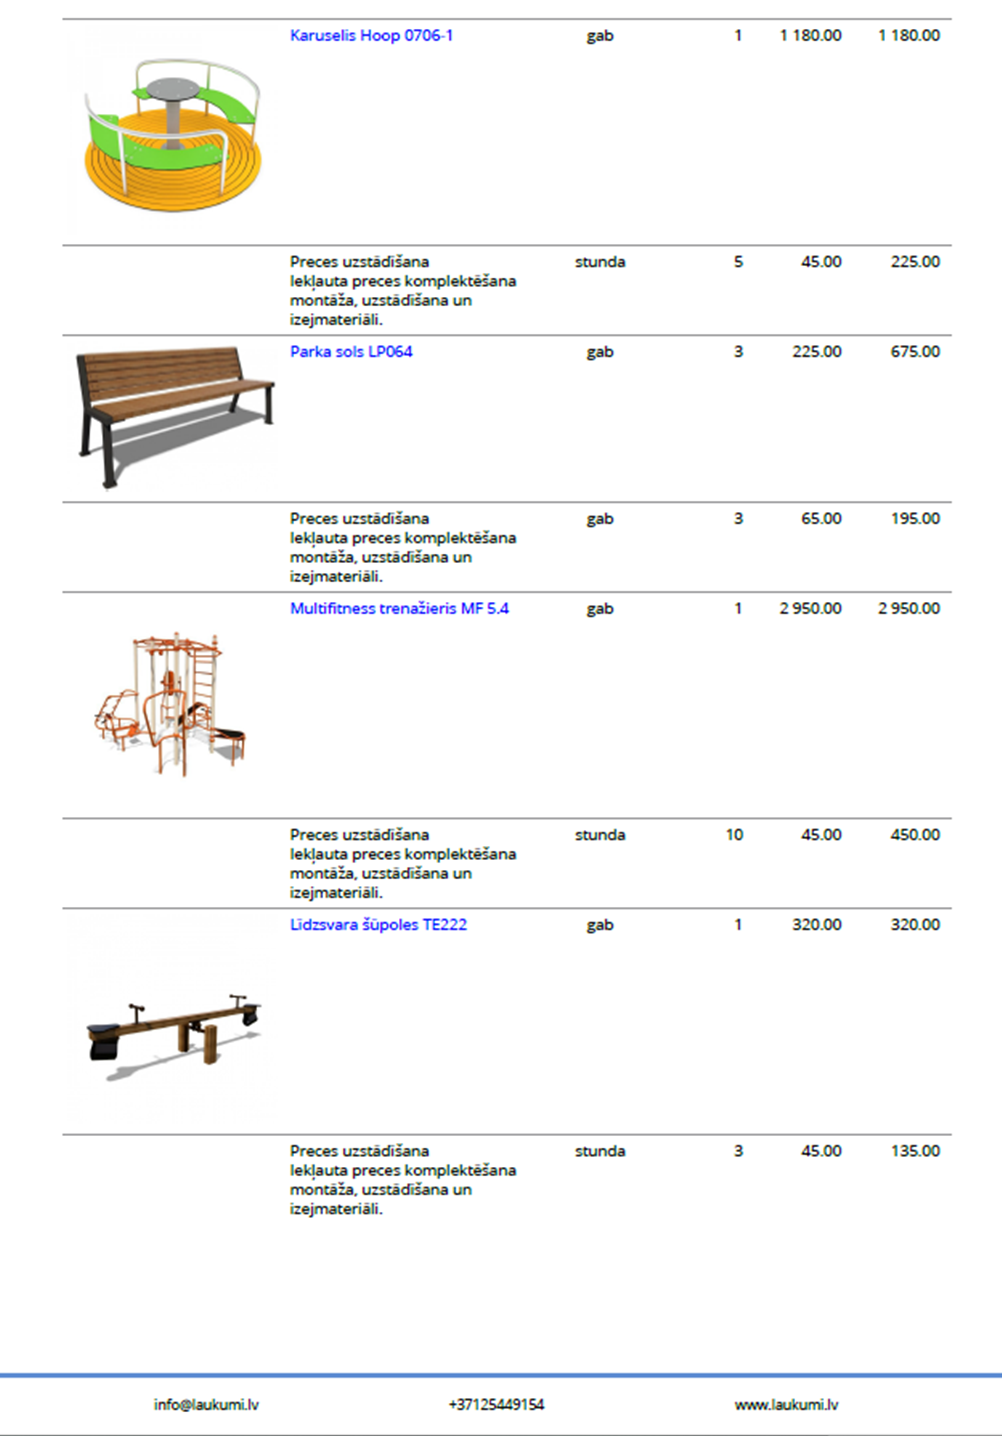 Karuselis Hoop 0706-1 gab 1 1 180.00 1 180.00
Preces uzstādīšana stunda 5 45.00 225.00
Iekļauta preces komplektēšana
montāža, uzstādīšana un
izejmateriāli.
Parka sols LP064 gab 3 225.00 675.00
Preces uzstādīšana gab 3 65.00 195.00
Iekļauta preces komplektēšana
montāža, uzstādīšana un
izejmateriāli.
Multifitness trenažieris MF 5.4 gab 1 2 950.00 2 950.00
Preces uzstādīšana stunda 10 45.00 450.00
Iekļauta preces komplektēšana
montāža, uzstādīšana un
izejmateriāli.
Līdzsvara šūpoles TE222 gab 1 320.00 320.00
Preces uzstādīšana stunda 3 45.00 135.00
Iekļauta preces komplektēšana
montāža, uzstādīšana un
izejmateriāli.
info@laukumi.lv +37125449154 www.laukumi.lv